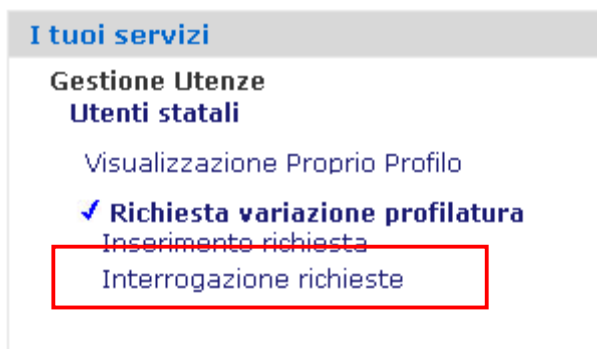 I tuoi servizi
Gestione Utenze
Utenti statali
Visualizzazione Proprio Profilo
Richiesta variazione profilatura
Inserimento richiesta
Interrogazione richieste